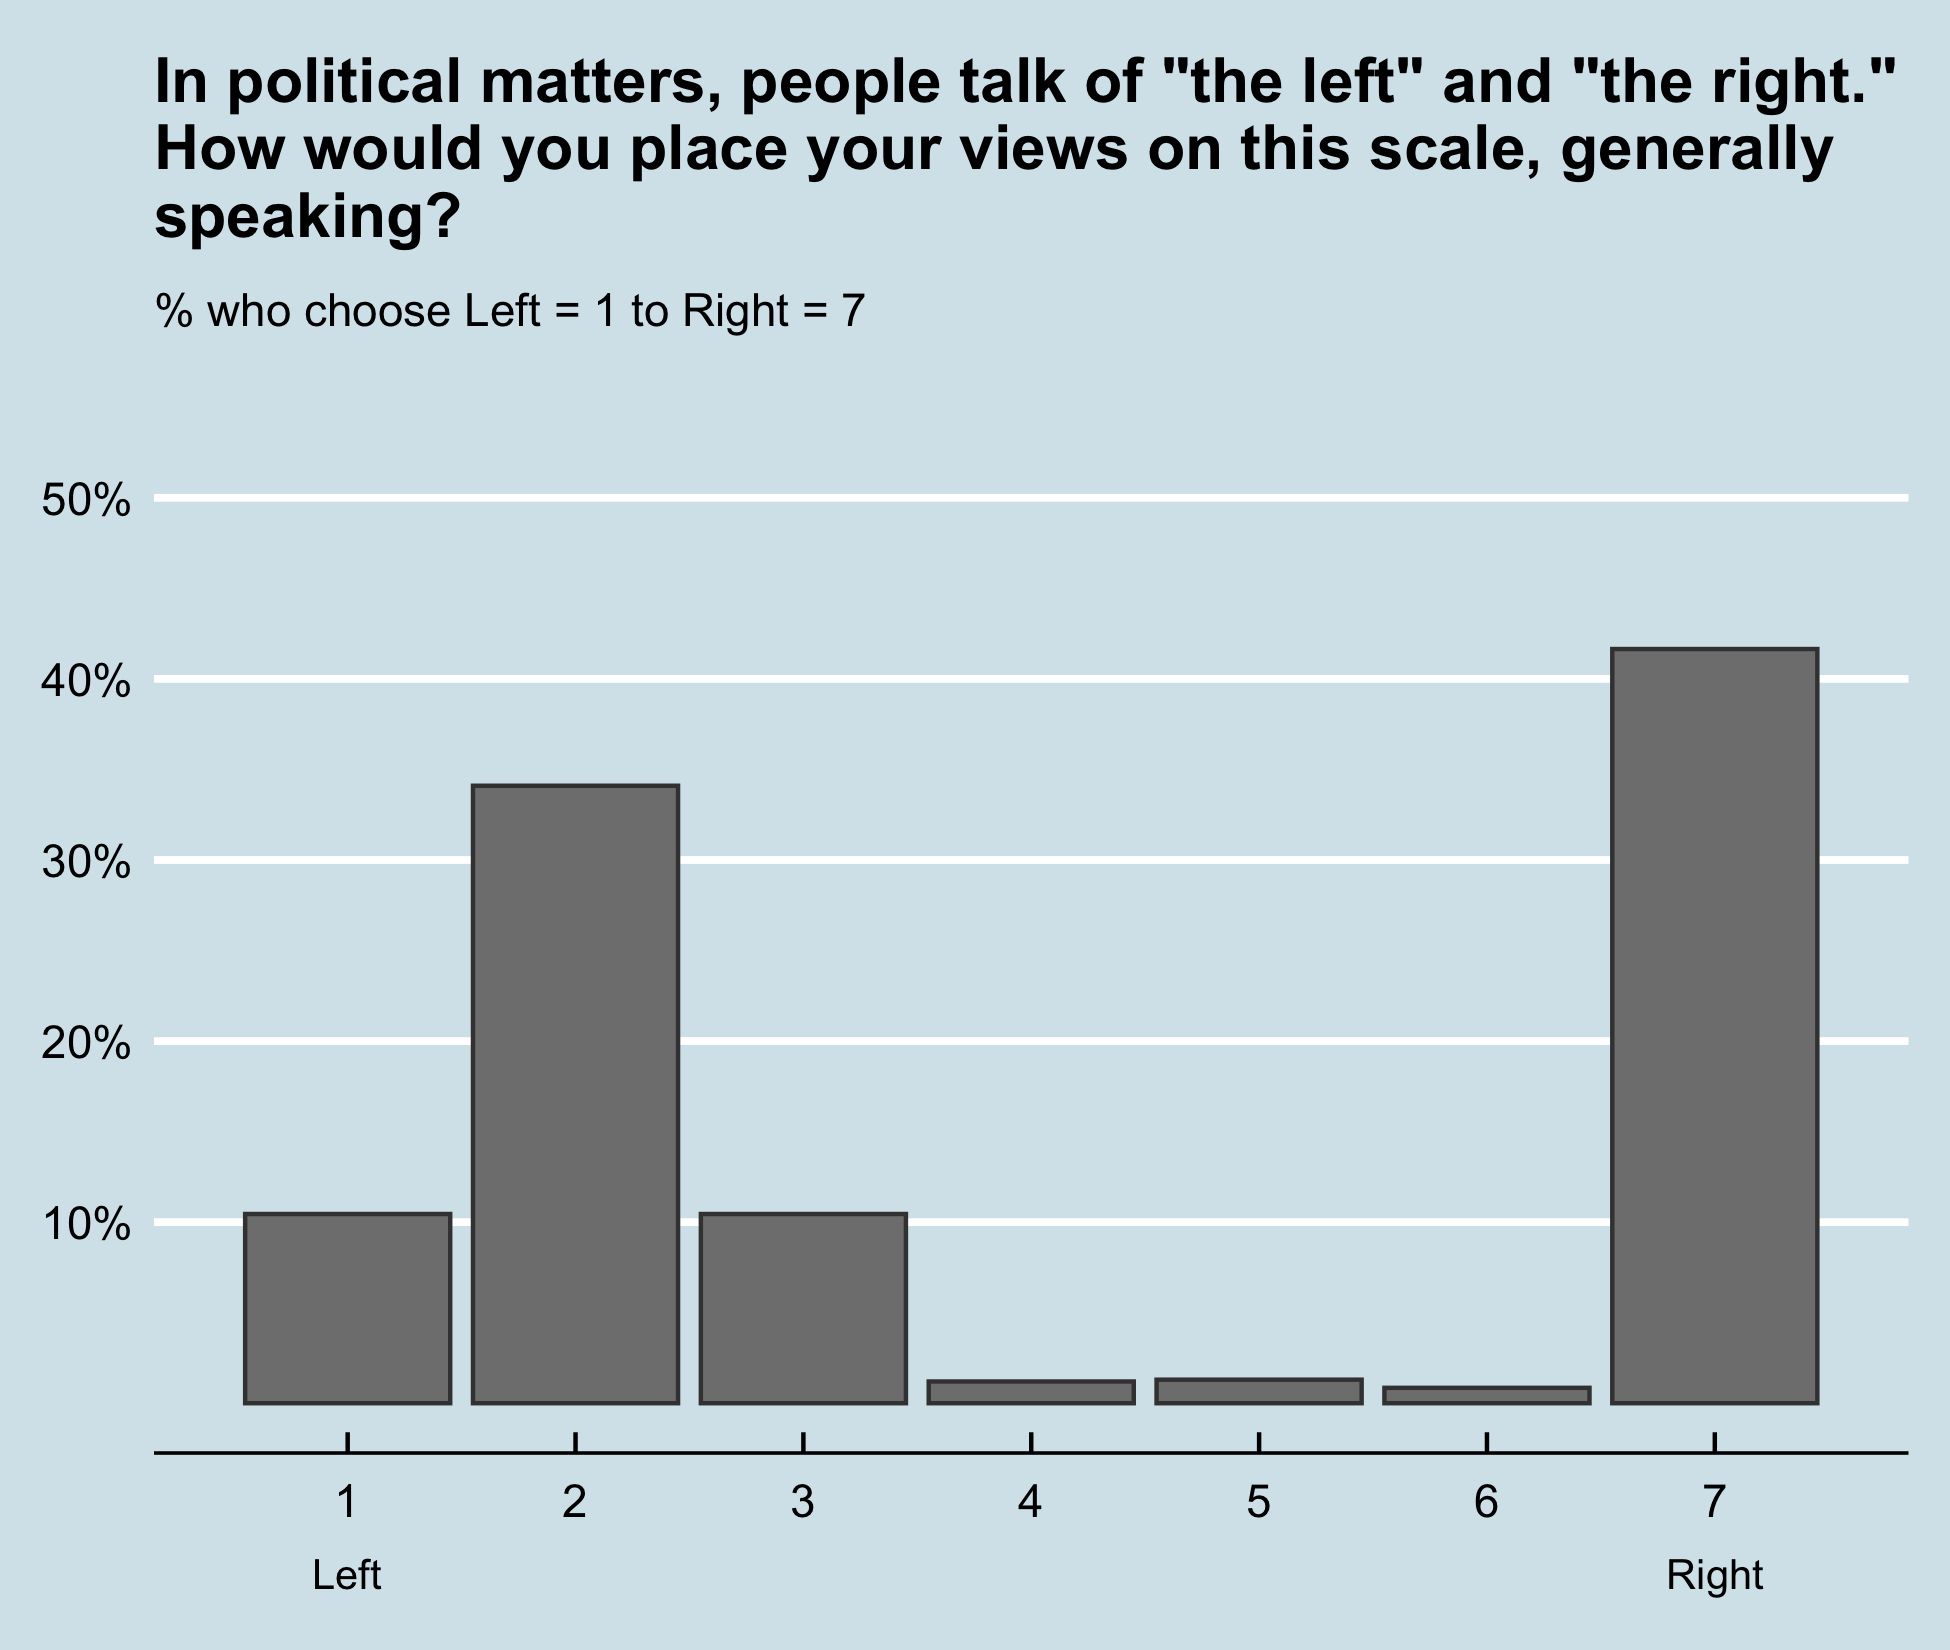 In political matters, people talk of "the left" and "the right."
How would you place your views on this scale, generally
speaking?
% who choose Left = 1 to Right = 7
50%
40%
30%
20%
10%
1 2 3 4 5 6 7
Left Right